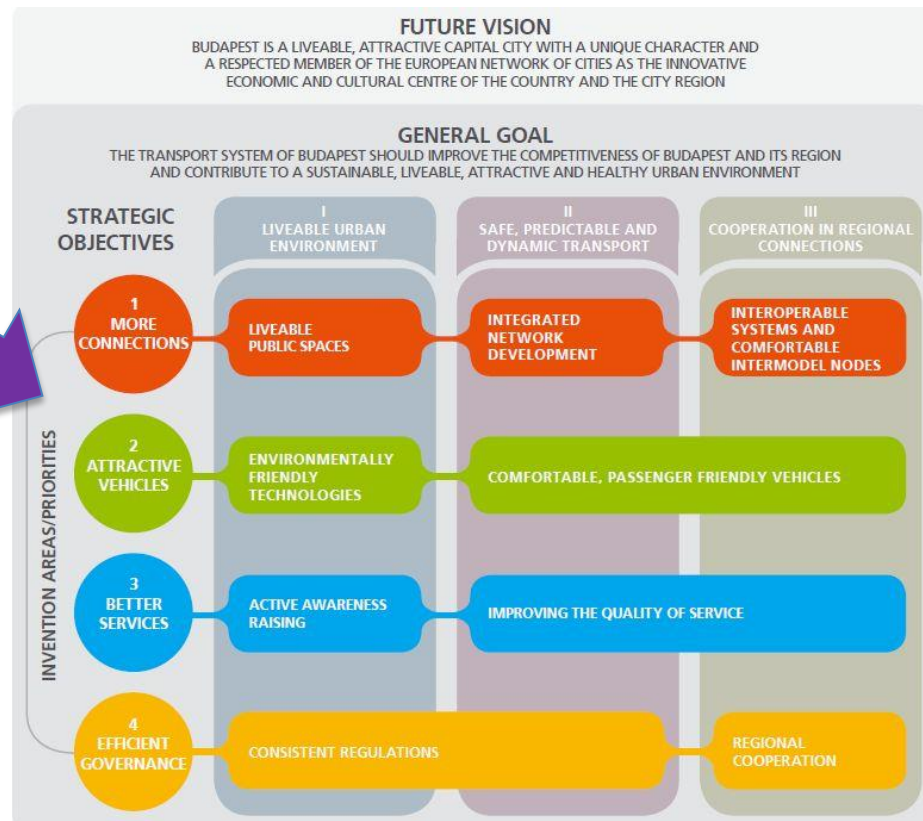 FUTURE VISION
BUDAPEST IS A LIVEABLE, ATTRACTIVE CAPITAL CITY WITH A UNIQUE CHARACTER AND
A RESPECTED MEMBER OF THE EUROPEAN NETWORK OF CITIES AS THE INNOVATIVE
ECONOMIC AND CULTURAL CENTRE OF THE COUNTRY AND THE CITY REGION
GENERAL GOAL
THE TRANSPORT SYSTEM OF BUDAPEST SHOULD IMPROVE THE COMPETITIVENESS OF BUDAPEST AND ITS REGION
AND CONTRIBUTE TO A SUSTAINABLE, LIVEABLE, ATTRACTIVE AND HEALTHY URBAN ENVIRONMENT
STRATEGIC
OBJECTIVES
I
LIVEABLE URBAN
ENVIRONMENT
II
SAFE, PREDICTABLE AND
DYNAMIC TRANSPORT
III
COOPERATION IN REGIONAL
CONNECTIONS
INVENTION AREAS/PRIORITIES
1
MORE
CONNECTIONS
LIVEABLE
PUBLIC SPACES
INTEGRATED
NETWORK
DEVELOPMENT
INTEROPERABLE
SYSTEMS AND
COMFORTABLE
INTERMODEL NODES
2
ATTRACTIVE
VEHICLES
ENVIRONMENTALLY
FRIENDLY
TECHNOLOGIES
COMFORTABLE, PASSENGER FRIENDLY VEHICLES
3
BETTER
SERVICES
ACTIVE AWARENESS
RAISING
IMPROVING THE QUALITY OF SERVICE
4
EFFICIENT
GOVERNANCE
CONSISTENT REGULATIONS
REGIONAL
COOPERATION